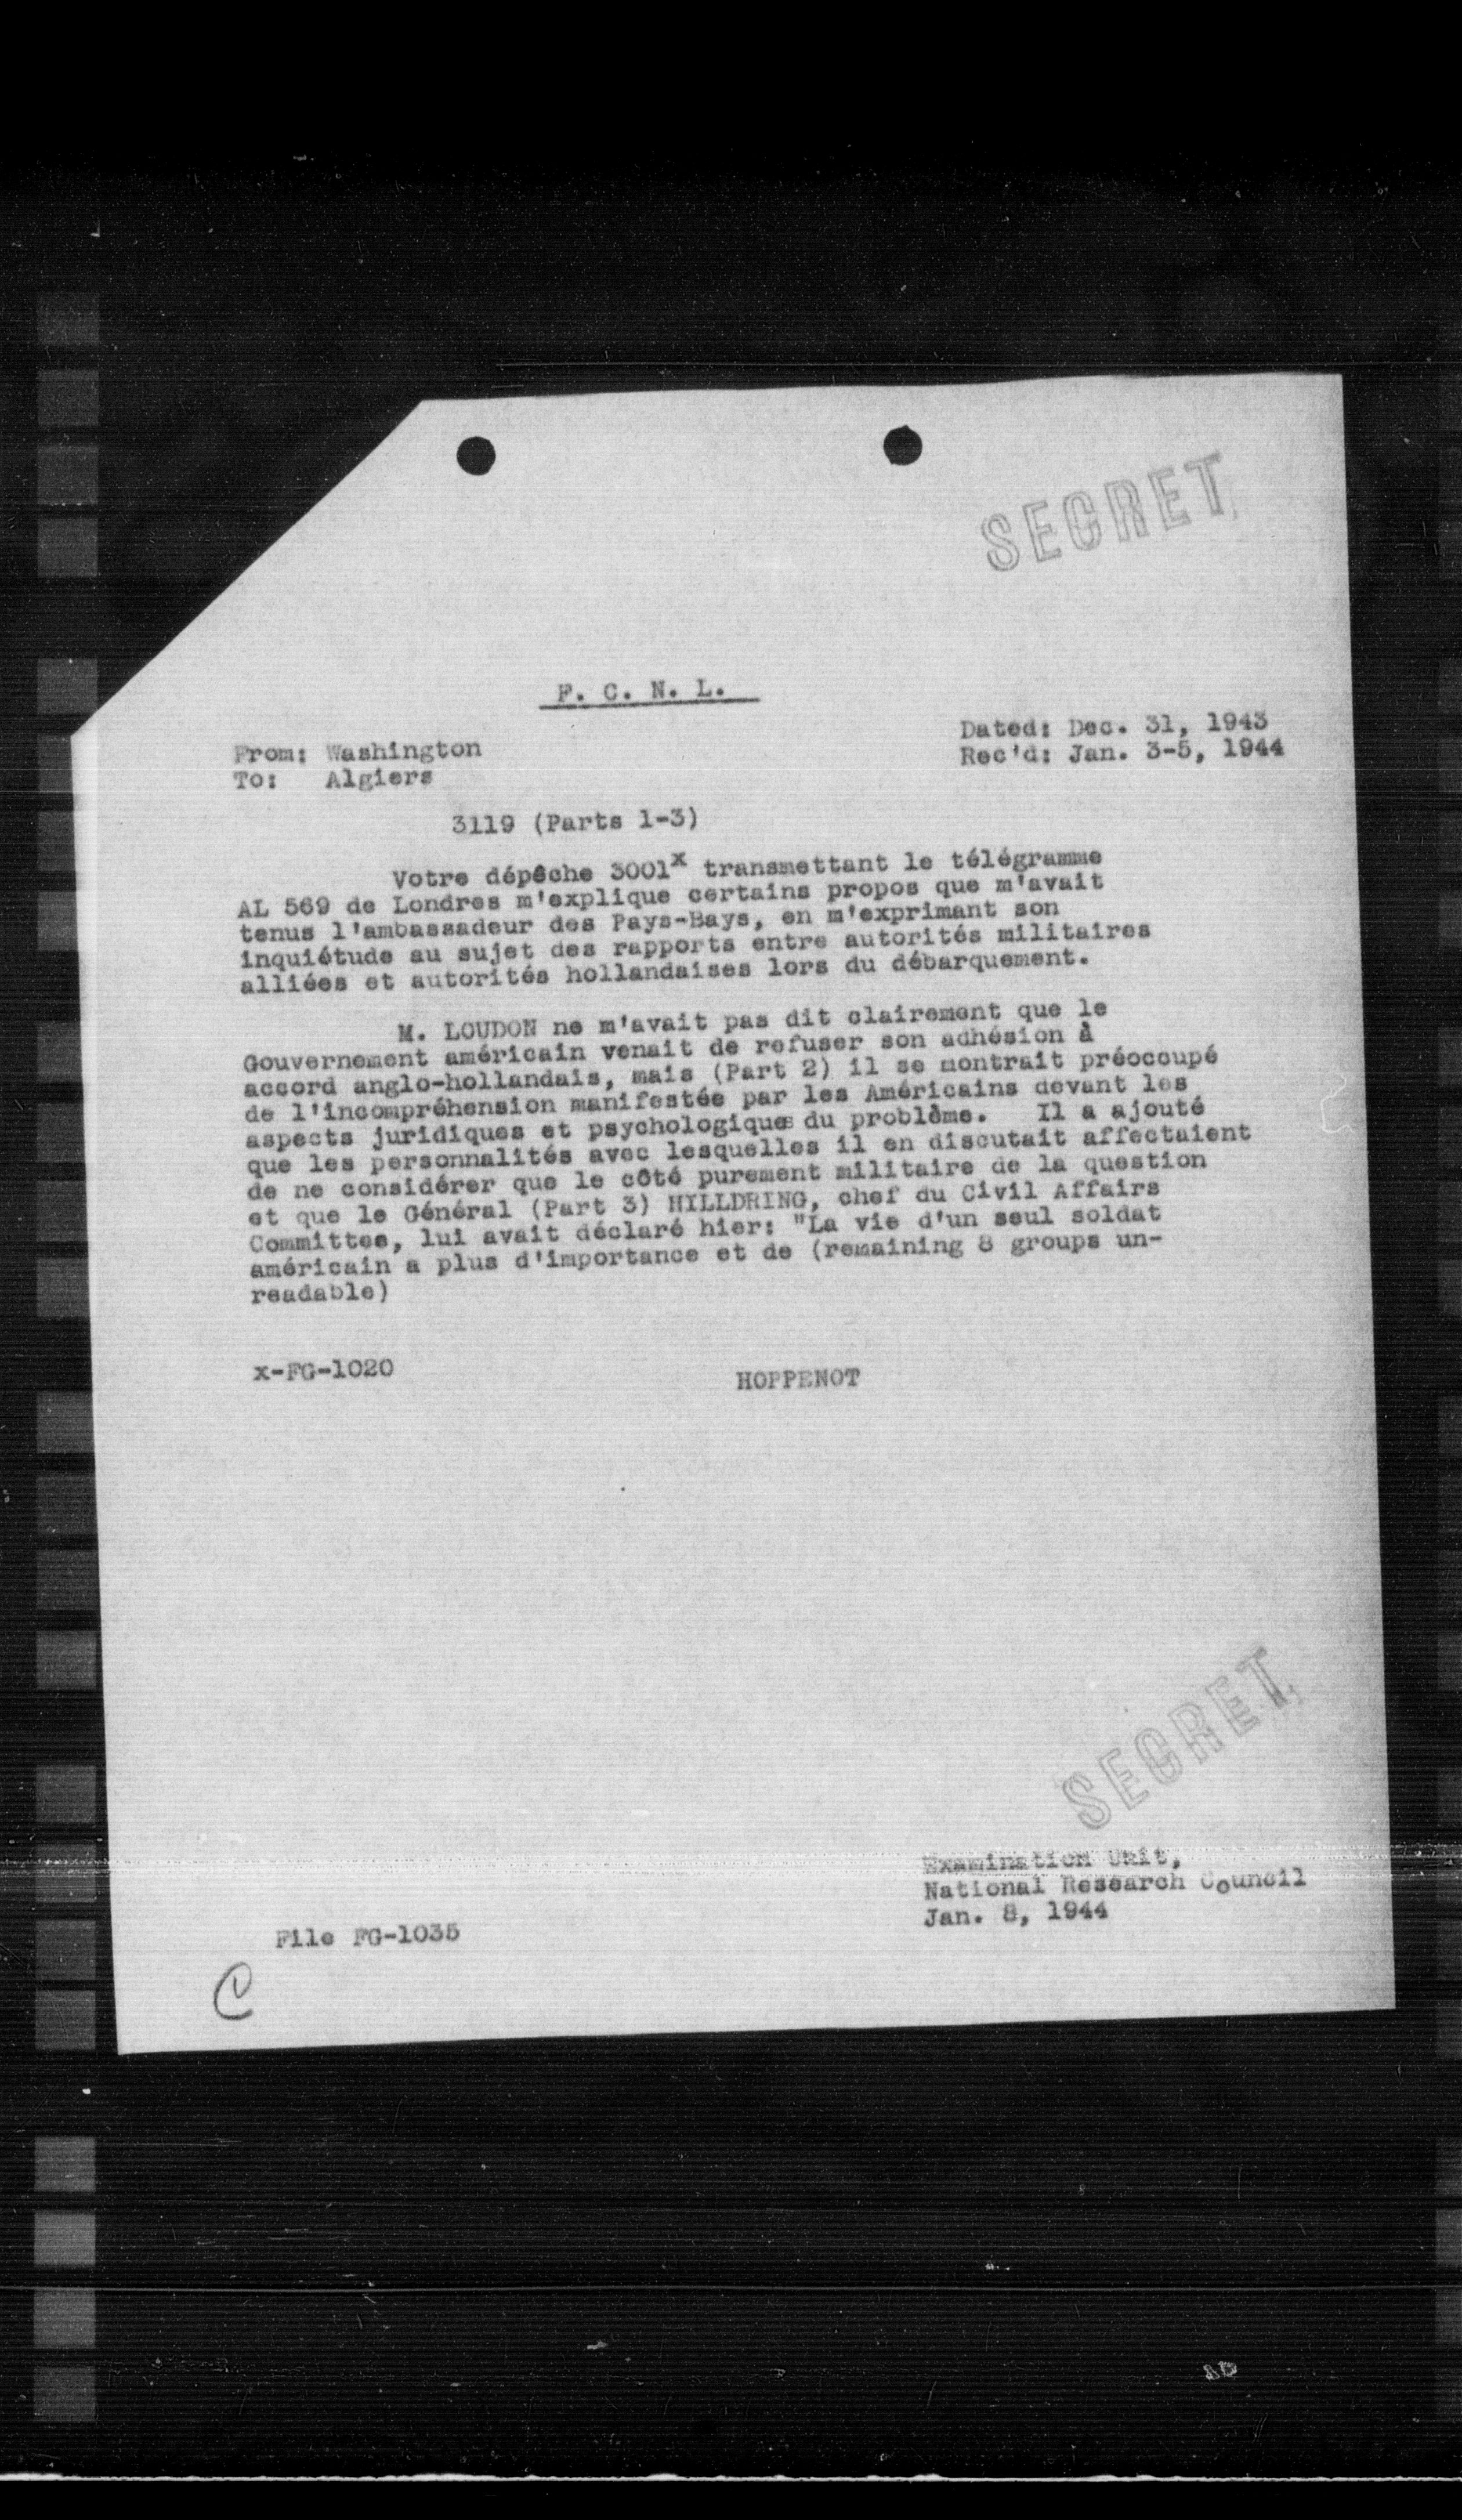 SECRET
F. C. N. L.
Dated: Dec. 31, 1943
Rec'd: Jan. 3-5, 1944
From: Washington
To: Algiers
3119 (Parts 1-3)
Votre dépêche 3001x transmettant le télégramme
AL 569 de Londres m'explique certains propos que m'avait
tenus l'ambassadeur des Pays-Bays, en m'exprimant son
inquiétude au sujet des rapports entre autorités militaires
alliées et autorités hollandaises lors du débarquement.
M. LOUDON ne m'avait pas dit clairement que le
Gouvernement américain venait de refuser son adhésion à
accord anglo-hollandais, mais (Part 2) il se montrait préoccupé
de l'incompréhension manifestée par les Américains devant les
aspects juridiques et psychologiques du problème. Il a ajouté
que les personnalités avec lesquelles il en discutait affectaient
de ne considérer que le côté purement militaire de la question
et que le Général (Part 3) HILLDRING, chef du Civil Affairs
Committee, lui avait déclaré hier: "La vie d'un seul soldat
américain a plus d'importance et de (remaining 8 groups un-
readable)
x-FG-1020
HOPPENOT
SECRET
Examination Unit,
National Research Council
Jan. 8, 1944
File FG-1035
C